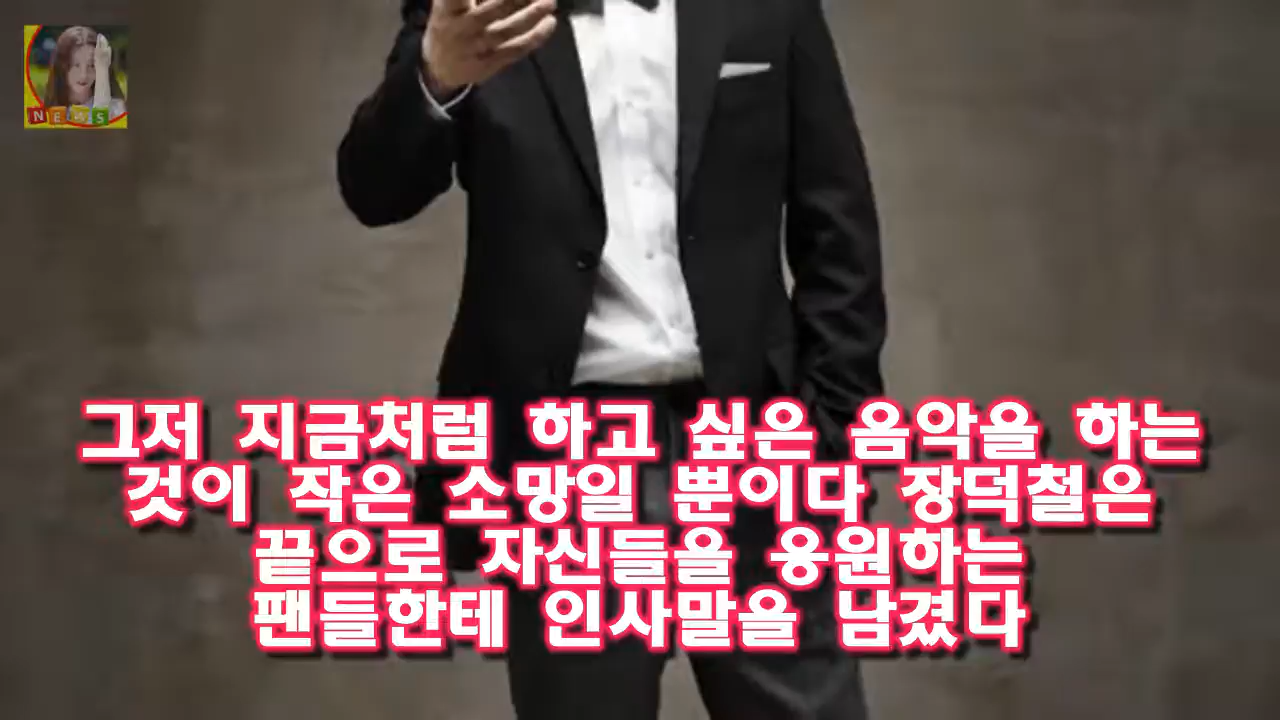 NEWS
그저 지금처럼 하고 싶은 음악을 하는
것이 작은 소망일 뿐이다 장덕철은
끝으로 자신들을 응원하는
팬들한테 인사말을 남겼다